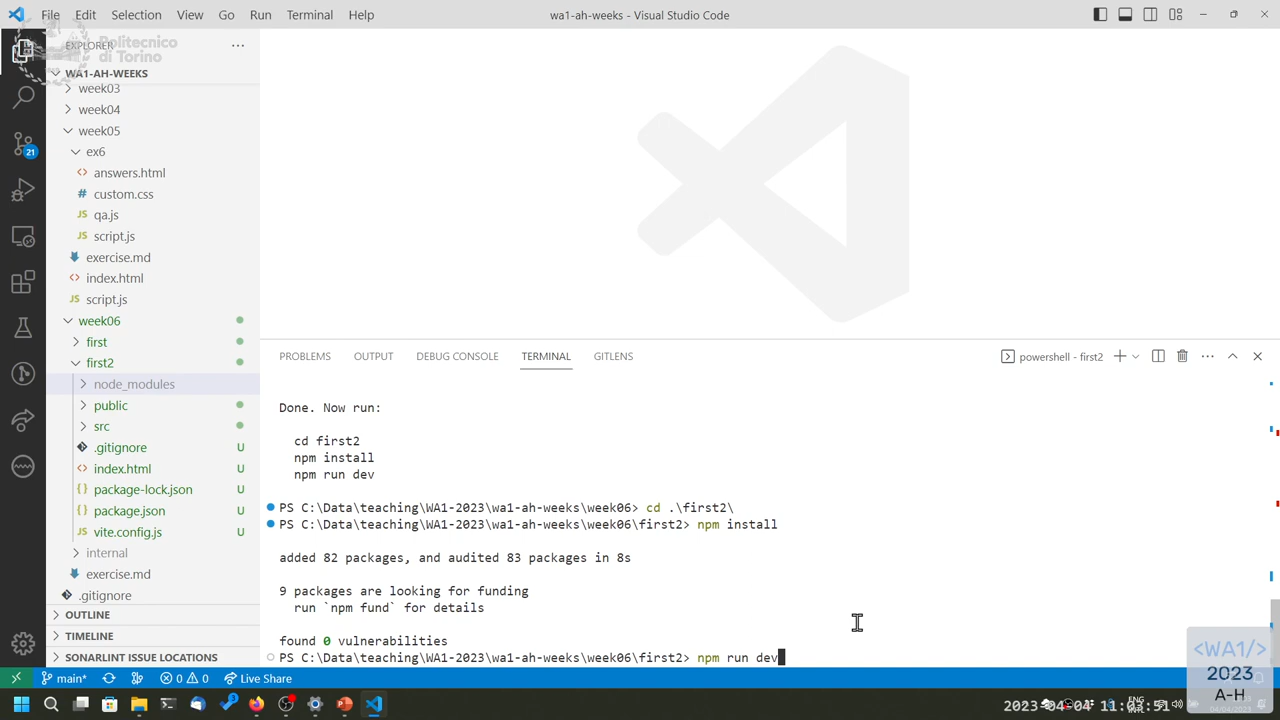 File Edit Selection View Go Run Terminal Help
wa1-ah-weeks - Visual Studio Code
EXPLORER
Politecnico
di Torino
WA1-AH-WEEKS
week03
week04
week05
ex6
answers.html
custom.css
qa.js
script.js
exercise.md
index.html
script.js
week06
first
first2
node_modules
public
src
.gitignore U
index.html U
package-lock.json U
package.json U
vite.config.js U
internal
exercise.md
.gitignore
OUTLINE
TIMELINE
SONARLINT ISSUE LOCATIONS
21
PROBLEMS OUTPUT DEBUG CONSOLE TERMINAL GITLENS
powershell - first2
Done. Now run:
cd first2
npm install
npm run dev
PS C:\Data\teaching\WA1-2023\wa1-ah-weeks\week06> cd .\first2\
PS C:\Data\teaching\WA1-2023\wa1-ah-weeks\week06\first2> npm install
added 82 packages, and audited 83 packages in 8s
9 packages are looking for funding
run `npm fund` for details
found 0 vulnerabilities
PS C:\Data\teaching\WA1-2023\wa1-ah-weeks\week06\first2> npm run dev
main* 0 0 Live Share
<WA1/>
2023
A-H
ENG
2023-04-04 11:03:51